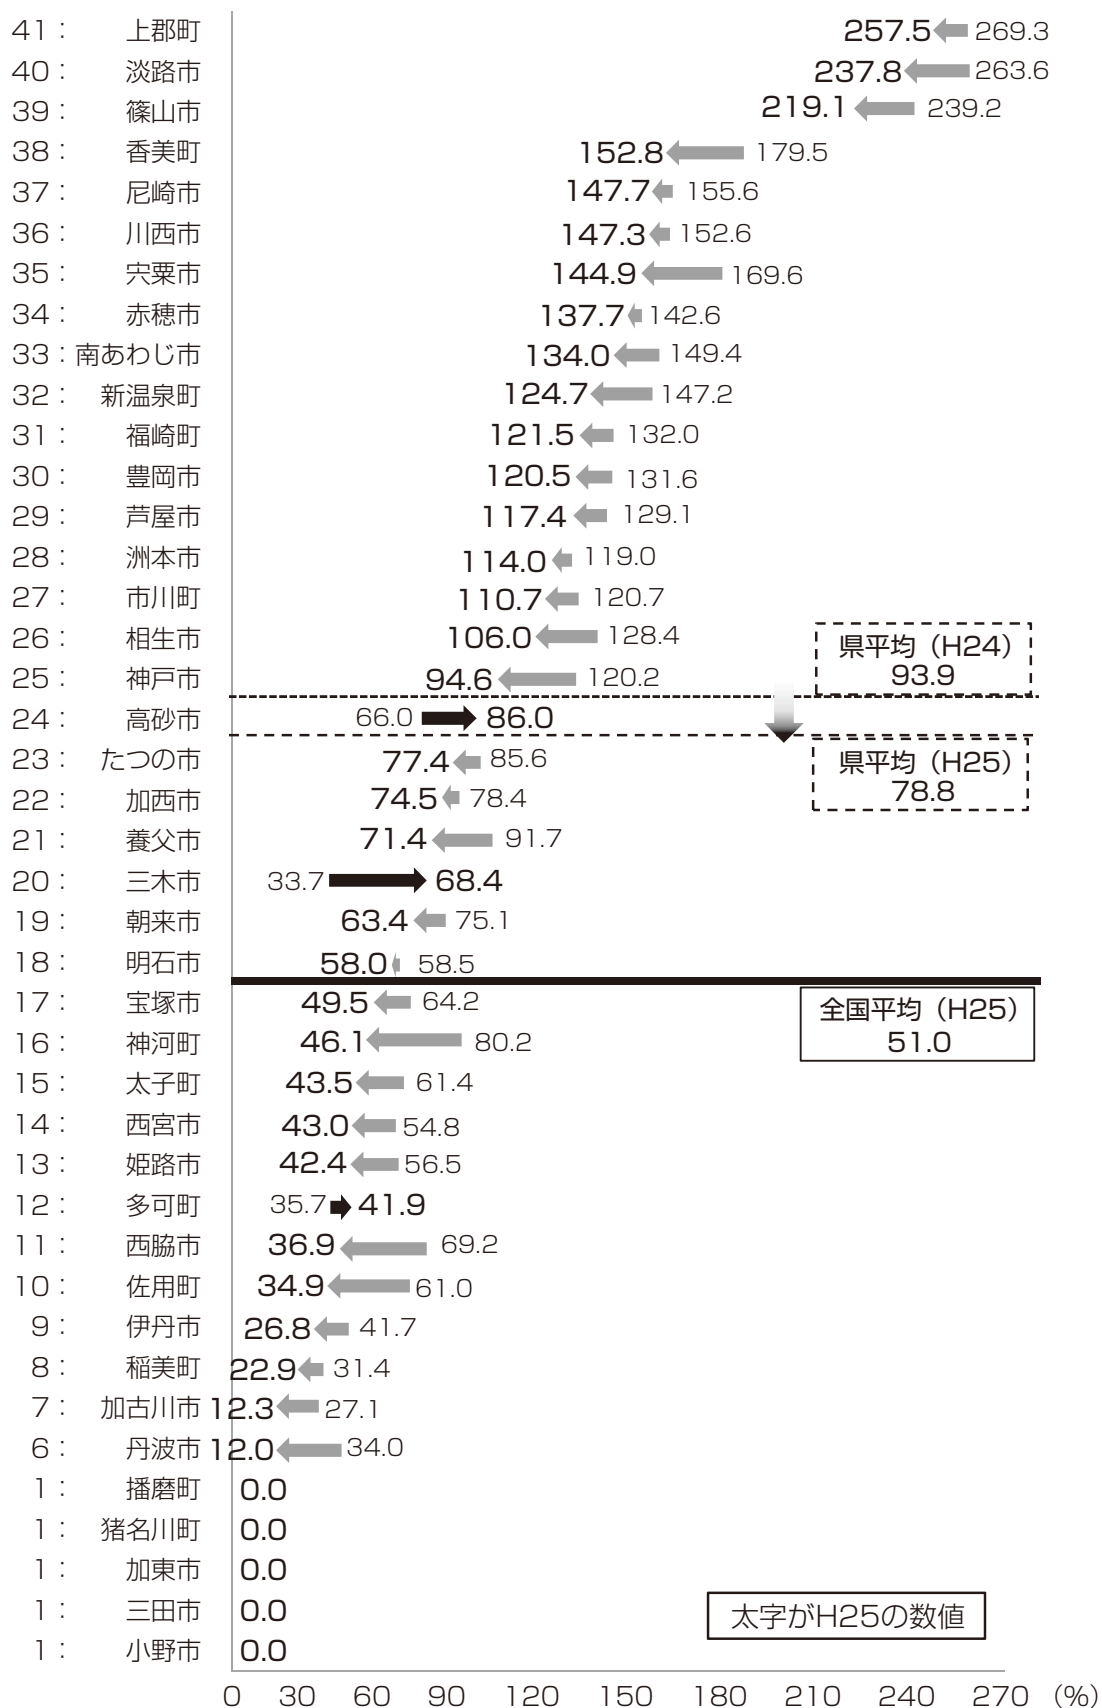 41： 上郡町 257.5 269.3
40： 淡路市 237.8 263.6
39： 篠山市 219.1 239.2
38： 香美町 152.8 179.5
37： 尼崎市 147.7 155.6
36： 川西市 147.3 152.6
35： 宍粟市 144.9 169.6
34： 赤穂市 137.7 142.6
33： 南あわじ市 134.0 149.4
32： 新温泉町 124.7 147.2
31： 福崎町 121.5 132.0
30： 豊岡市 120.5 131.6
29： 芦屋市 117.4 129.1
28： 洲本市 114.0 119.0
27： 市川町 110.7 120.7
26： 相生市 106.0 128.4
県平均（H24）
93.9
25： 神戸市 94.6 120.2
24： 高砂市 66.0 86.0
23： たつの市 77.4 85.6
県平均（H25）
78.8
22： 加西市 74.5 78.4
21： 養父市 71.4 91.7
20： 三木市 33.7 68.4
19： 朝来市 63.4 75.1
18： 明石市 58.0 58.5
17： 宝塚市 49.5 64.2
全国平均（H25）
51.0
16： 神河町 46.1 80.2
15： 太子町 43.5 61.4
14： 西宮市 43.0 54.8
13： 姫路市 42.4 56.5
12： 多可町 35.7 41.9
11： 西脇市 36.9 69.2
10： 佐用町 34.9 61.0
9： 伊丹市 26.8 41.7
8： 稲美町 22.9 31.4
7： 加古川市 12.3 27.1
6： 丹波市 12.0 34.0
1： 播磨町 0.0
1： 猪名川町 0.0
1： 加東市 0.0
1： 三田市 0.0
太字がH25の数値
1： 小野市 0.0
0 30 60 90 120 150 180 210 240 270 (%)